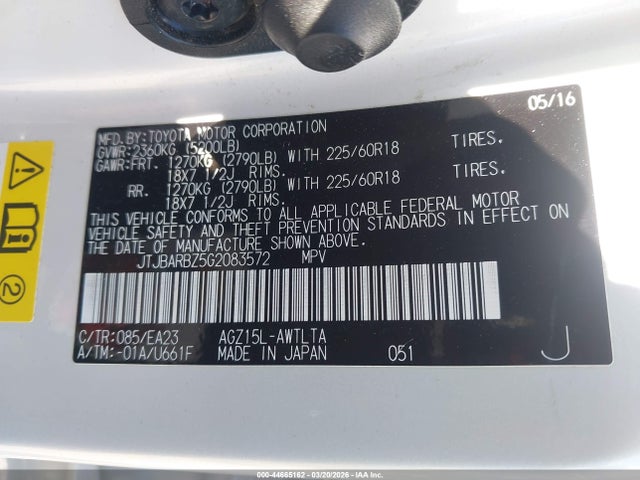 05/16
MFD.BY:TOYOTA MOTOR CORPORATION
GVWR:2360KG (5200LB)
GAWR:FRT. 1270KG (2790LB) WITH 225/60R18 TIRES.
18X7 1/2J RIMS.
RR. 1270KG (2790LB) WITH 225/60R18 TIRES.
18X7 1/2J RIMS.
THIS VEHICLE CONFORMS TO ALL APPLICABLE FEDERAL MOTOR
VEHICLE SAFETY AND THEFT PREVENTION STANDARDS IN EFFECT ON
THE DATE OF MANUFACTURE SHOWN ABOVE.
JTJBARBZ5G2083572 MPV
C/TR:085/EA23 AGZ15L-AWTLTA
A/TM:-01A/U661F MADE IN JAPAN 051 J
2
000-44665162 - 03/20/2026 - IAAI Copyright